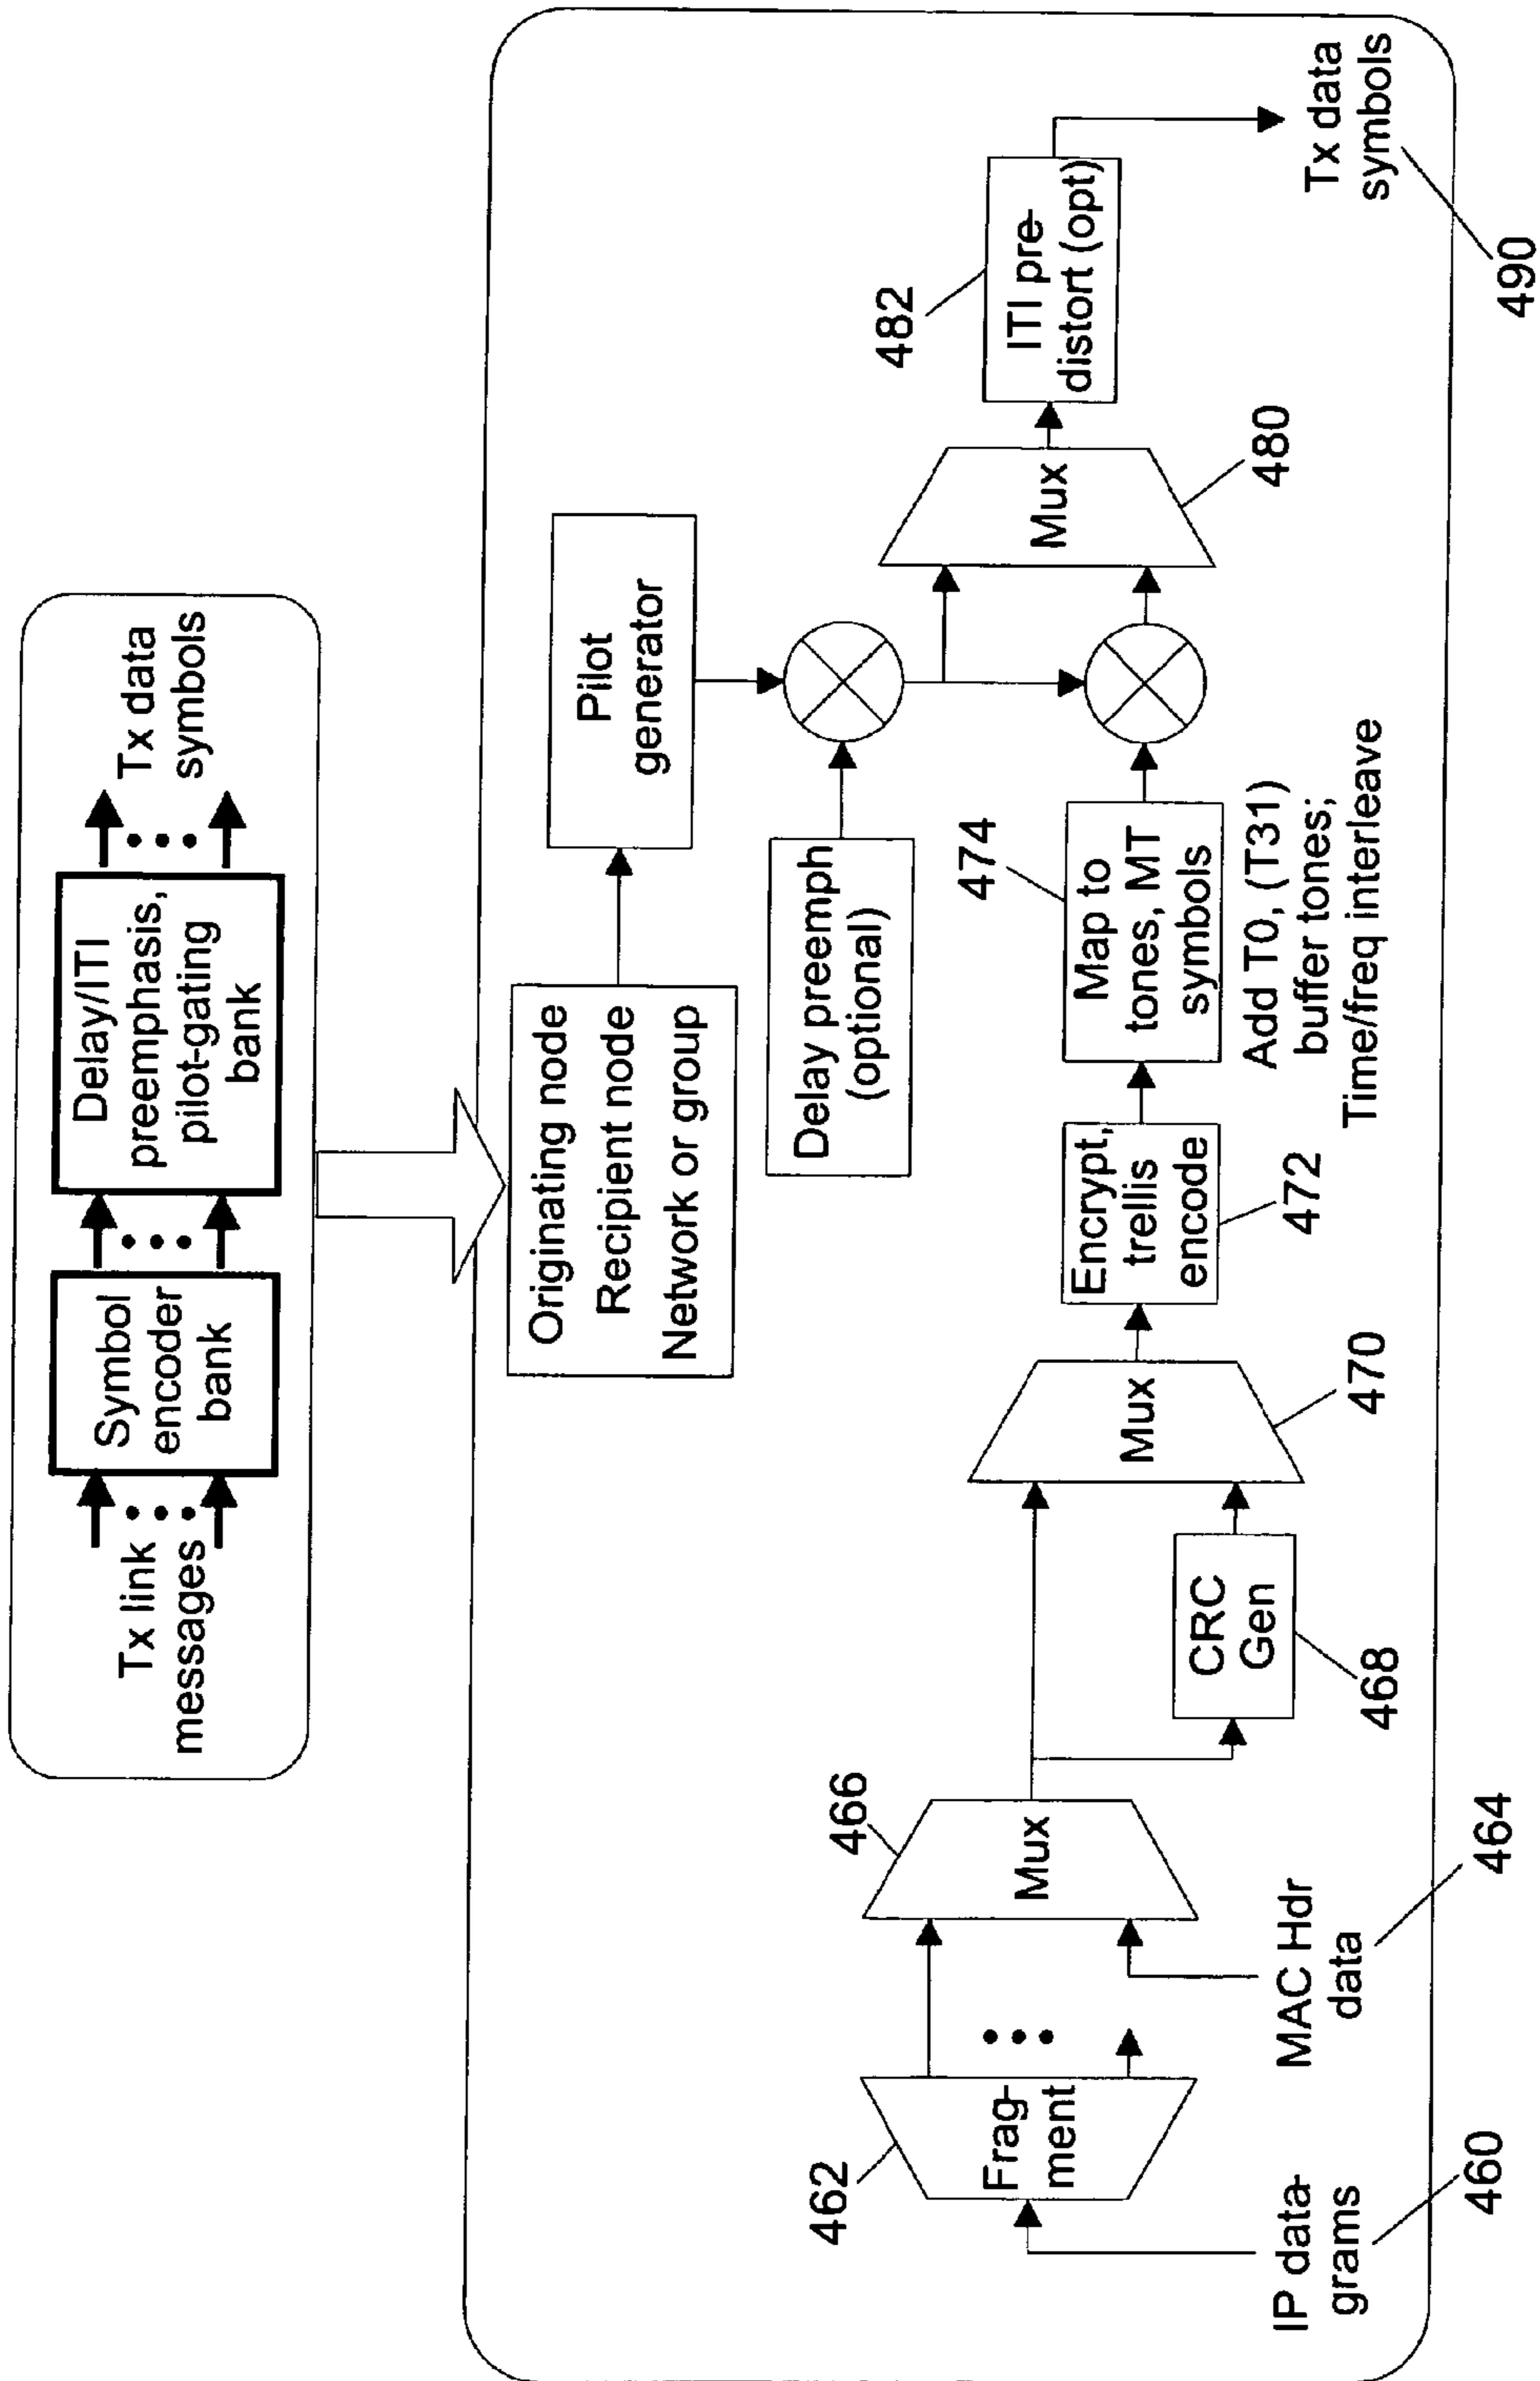 Tx link
messages
Symbol
encoder
bank
Delay/ITI
preemphasis,
pilot-gating
bank
Tx data
symbols
Originating node
Recipient node
Network or group
Pilot
generator
Delay preemph
(optional)
IP data-
grams
460
462
Frag-
ment
MAC Hdr
data
464
466
Mux
CRC
Gen
468
Mux
470
Encrypt,
trellis
encode
472
474
Map to
tones, MT
symbols
Add T0, (T31)
buffer tones;
Time/freq interleave
Mux
480
482
ITI pre-
distort (opt)
Tx data
symbols
490